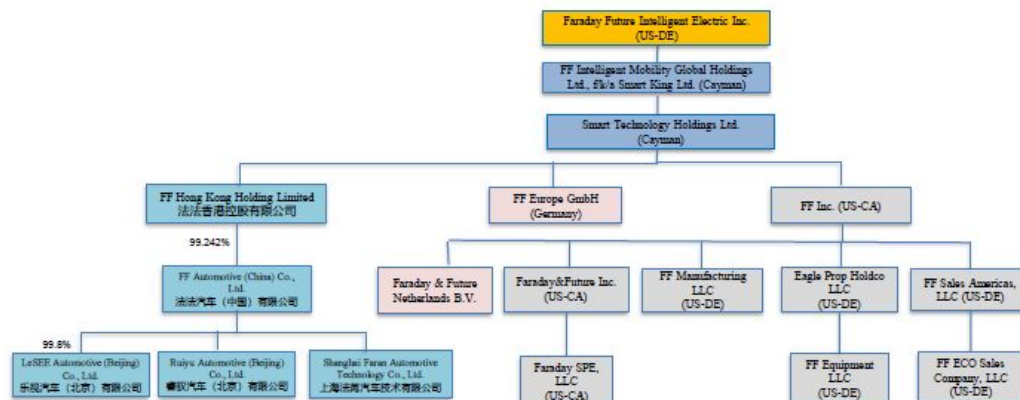 Faraday Future Intelligent Electric Inc.
(US-DE)
FF Intelligent Mobility Global Holdings
Ltd., f/k/a Smart King Ltd. (Cayman)
Smart Technology Holdings Ltd.
(Cayman)
FF Hong Kong Holding Limited
法法香港控股有限公司
FF Europe GmbH
(Germany)
FF Inc. (US-CA)
99.242%
FF Automotive (China) Co.,
Ltd.
法法汽车（中国）有限公司
Faraday & Future
Netherlands B.V.
Faraday&Future Inc.
(US-CA)
FF Manufacturing
LLC
(US-DE)
Eagle Prop Holdco
LLC
(US-DE)
FF Sales Americas,
LLC (US-DE)
99.8%
LeSEE Automotive (Beijing)
Co., Ltd.
乐视汽车（北京）有限公司
Ruiyu Automotive (Beijing)
Co., Ltd.
睿驭汽车（北京）有限公司
Shanghai Faran Automotive
Technology Co., Ltd.
上海法 汽车技术有限公司
Faraday SPE,
LLC
(US-CA)
FF Equipment
LLC
(US-DE)
FF ECO Sales
Company, LLC
(US-DE)